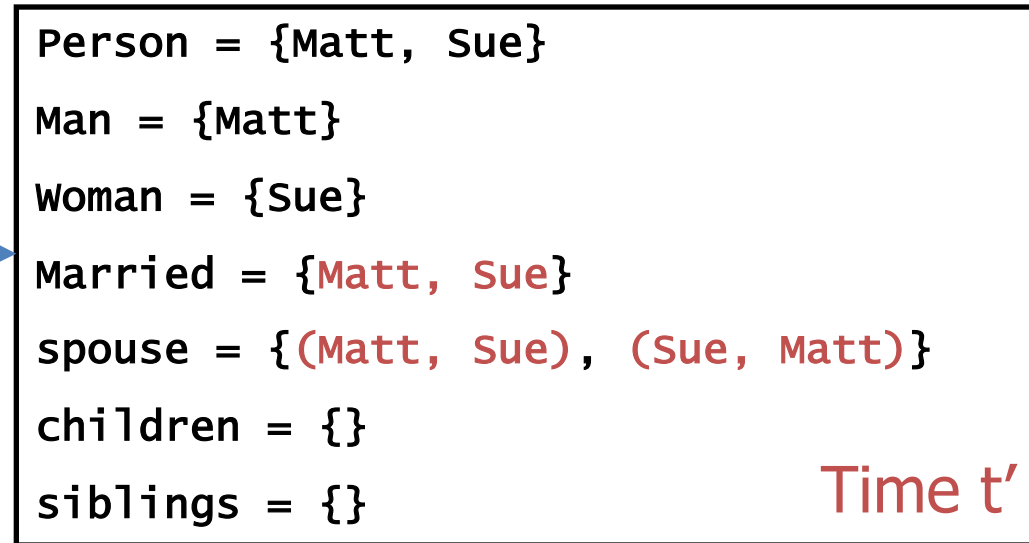 Person = {Matt, Sue}
Man = {Matt}
Woman = {Sue}
Married = {Matt, Sue}
spouse = {(Matt, Sue), (Sue, Matt)}
children = {}
siblings = {}
Time t′